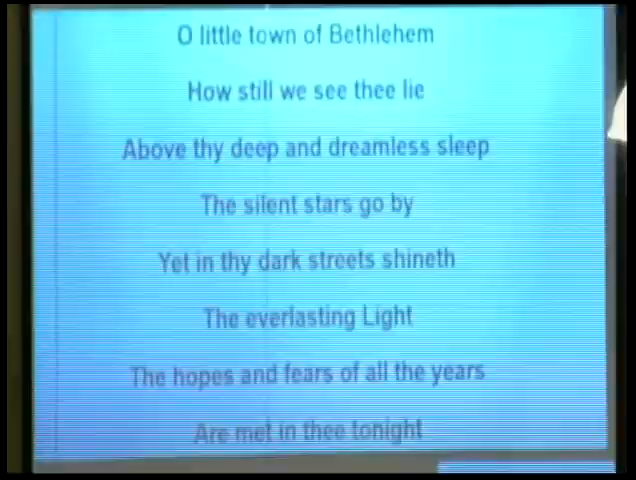 O little town of Bethlehem
How still we see thee lie
Above thy deep and dreamless sleep
The silent stars go by
Yet in thy dark streets shineth
The everlasting Light
The hopes and fears of all the years
Are met in thee tonight